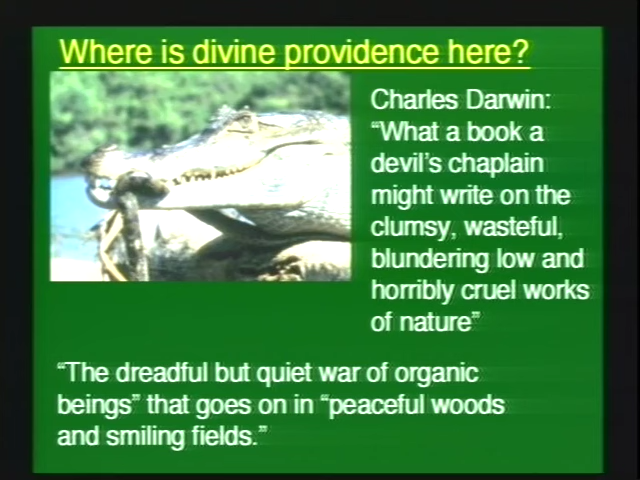 Where is divine providence here?
Charles Darwin:
“What a book a
devil’s chaplain
might write on the
clumsy, wasteful,
blundering low and
horribly cruel works
of nature”
“The dreadful but quiet war of organic
beings” that goes on in “peaceful woods
and smiling fields.”